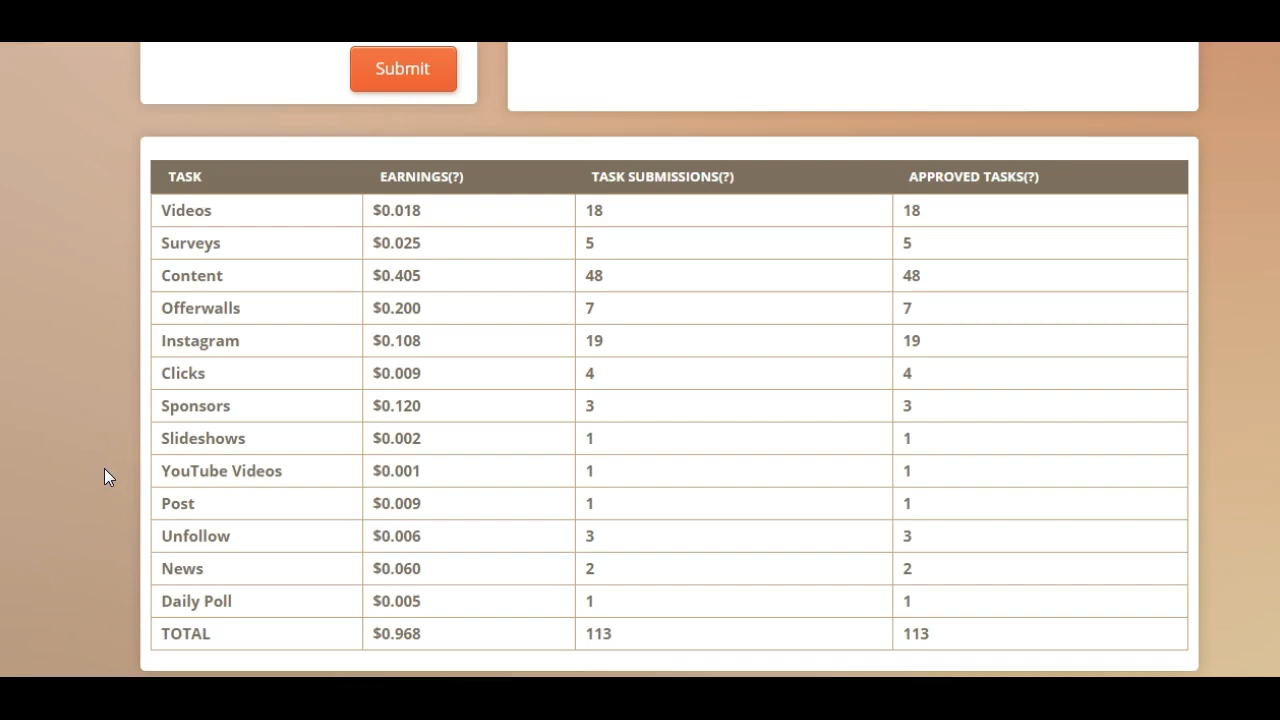 Submit
TASK EARNINGS(?) TASK SUBMISSIONS(?) APPROVED TASKS(?)
Videos $0.018 18 18
Surveys $0.025 5 5
Content $0.405 48 48
Offerwalls $0.200 7 7
Instagram $0.108 19 19
Clicks $0.009 4 4
Sponsors $0.120 3 3
Slideshows $0.002 1 1
YouTube Videos $0.001 1 1
Post $0.009 1 1
Unfollow $0.006 3 3
News $0.060 2 2
Daily Poll $0.005 1 1
TOTAL $0.968 113 113